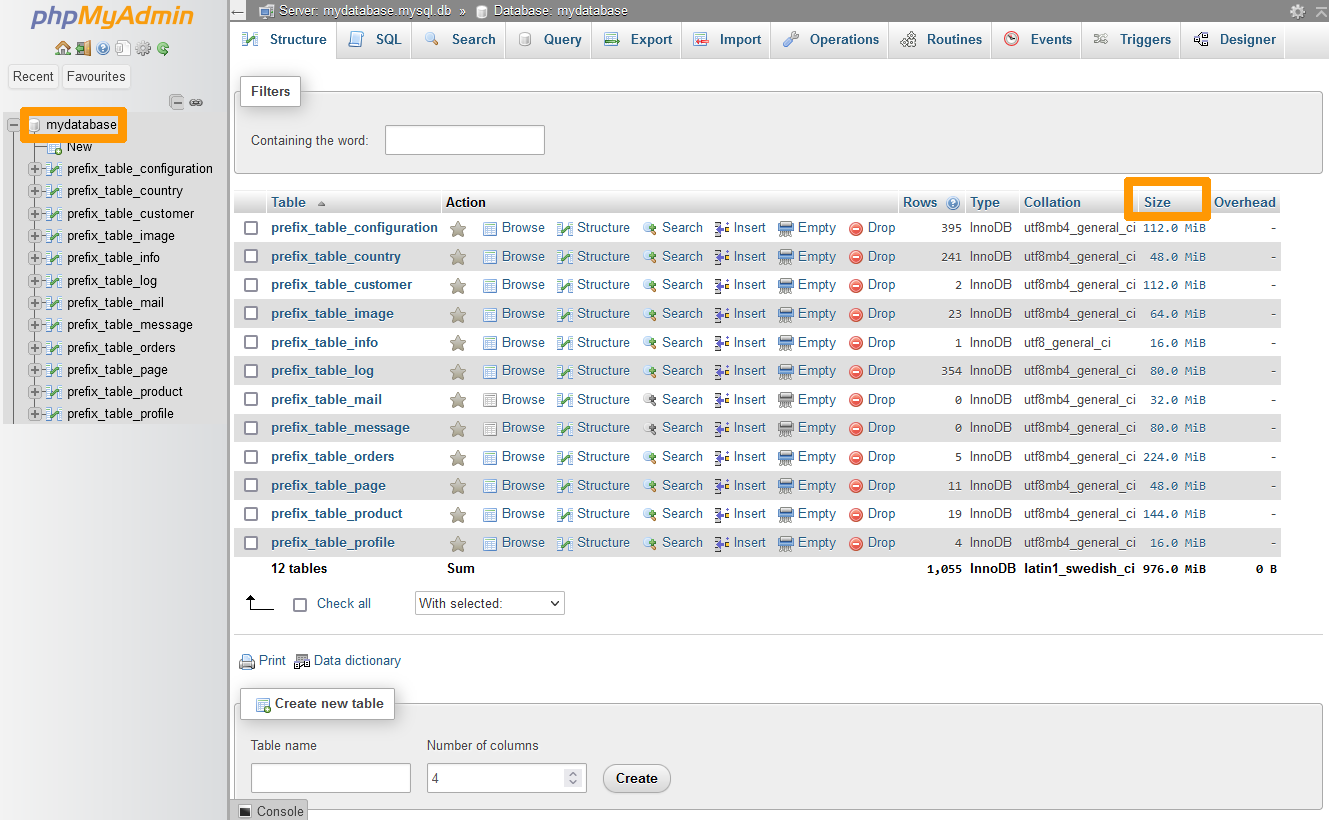 phpMyAdmin
Recent Favourites
mydatabase
New
prefix_table_configuration
prefix_table_country
prefix_table_customer
prefix_table_image
prefix_table_info
prefix_table_log
prefix_table_mail
prefix_table_message
prefix_table_orders
prefix_table_page
prefix_table_product
prefix_table_profile
Server: mydatabase.mysql.db » Database: mydatabase
Structure SQL Search Query Export Import Operations Routines Events Triggers Designer
Filters
Containing the word:
Table Action Rows Type Collation Size Overhead
prefix_table_configuration Browse Structure Search Insert Empty Drop 395 InnoDB utf8mb4_general_ci 112.0 MiB -
prefix_table_country Browse Structure Search Insert Empty Drop 241 InnoDB utf8mb4_general_ci 48.0 MiB -
prefix_table_customer Browse Structure Search Insert Empty Drop 2 InnoDB utf8mb4_general_ci 112.0 MiB -
prefix_table_image Browse Structure Search Insert Empty Drop 23 InnoDB utf8mb4_general_ci 64.0 MiB -
prefix_table_info Browse Structure Search Insert Empty Drop 1 InnoDB utf8_general_ci 16.0 MiB -
prefix_table_log Browse Structure Search Insert Empty Drop 354 InnoDB utf8mb4_general_ci 80.0 MiB -
prefix_table_mail Browse Structure Search Insert Empty Drop 0 InnoDB utf8mb4_general_ci 32.0 MiB -
prefix_table_message Browse Structure Search Insert Empty Drop 0 InnoDB utf8mb4_general_ci 80.0 MiB -
prefix_table_orders Browse Structure Search Insert Empty Drop 5 InnoDB utf8mb4_general_ci 224.0 MiB -
prefix_table_page Browse Structure Search Insert Empty Drop 11 InnoDB utf8mb4_general_ci 48.0 MiB -
prefix_table_product Browse Structure Search Insert Empty Drop 19 InnoDB utf8mb4_general_ci 144.0 MiB -
prefix_table_profile Browse Structure Search Insert Empty Drop 4 InnoDB utf8mb4_general_ci 16.0 MiB -
12 tables Sum 1,055 InnoDB latin1_swedish_ci 976.0 MiB 0 B
Check all With selected:
Print Data dictionary
Create new table
Table name Number of columns
4 Create
Console